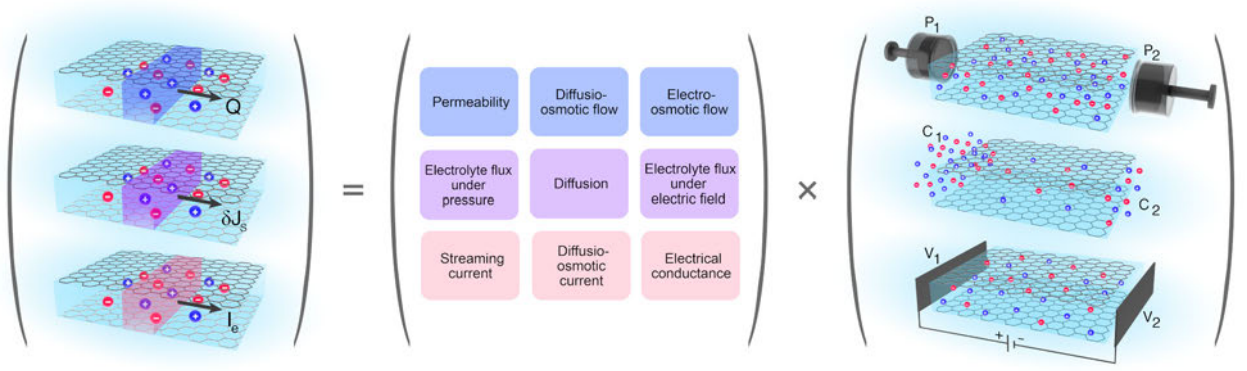 Q
δJs
Ie
=
Permeability
Diffusio-
osmotic flow
Electro-
osmotic flow
Electrolyte flux
under
pressure
Diffusion
Electrolyte flux
under
electric field
Streaming
current
Diffusio-
osmotic
current
Electrical
conductance
×
P1
P2
C1
C2
V1
V2
+ −